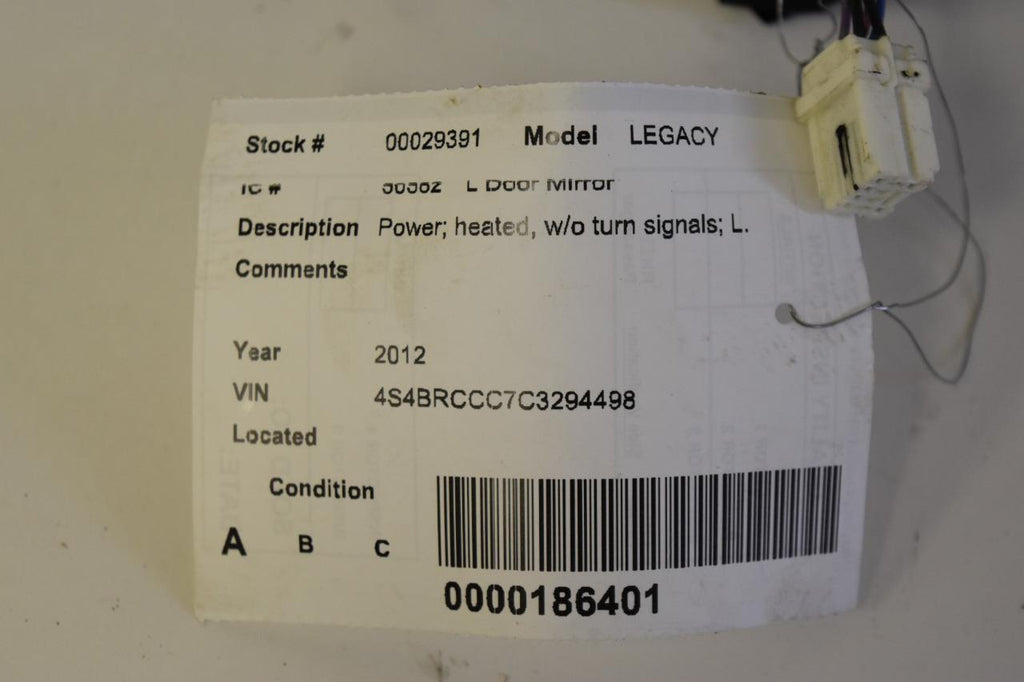 Stock # 00029391 Model LEGACY
IC # L Door Mirror
Description Power; heated, w/o turn signals; L.
Comments
Year 2012
VIN 4S4BRCCC7C3294498
Located
Condition
A B C
0000186401